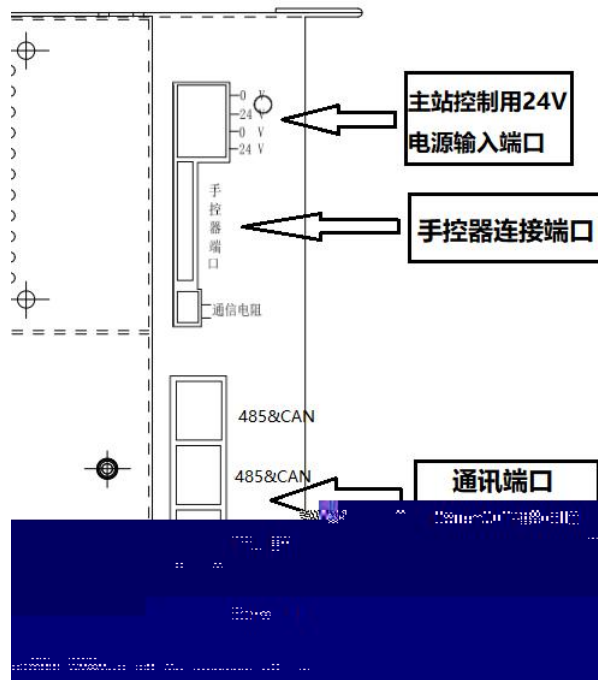 0 V
24 V
0 V
24 V
主站控制用24V
电源输入端口
手控器端口
手控器连接端口
通信电阻
485&CAN
485&CAN
通讯端口